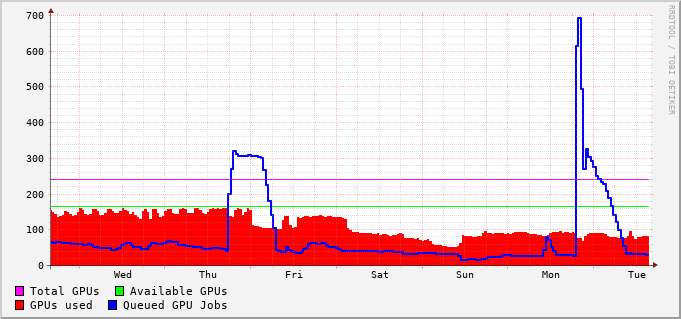 700
600
500
400
300
200
100
0
Wed Thu Fri Sat Sun Mon Tue
Total GPUs Available GPUs
GPUs used Queued GPU Jobs
RRDTOOL / TOBI OETIKER